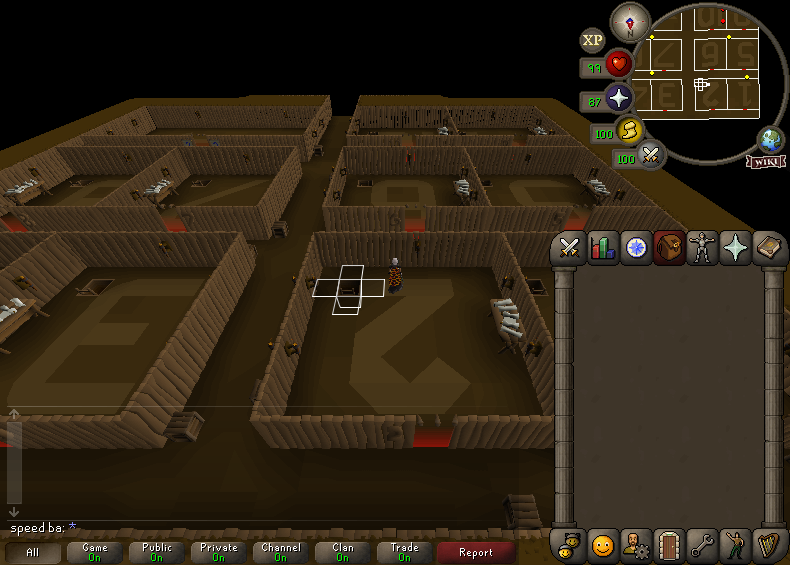 XP
N
99
87
100
100
WIKI
speed ba: *
All
Game
On
Public
On
Private
On
Channel
On
Clan
On
Trade
On
Report